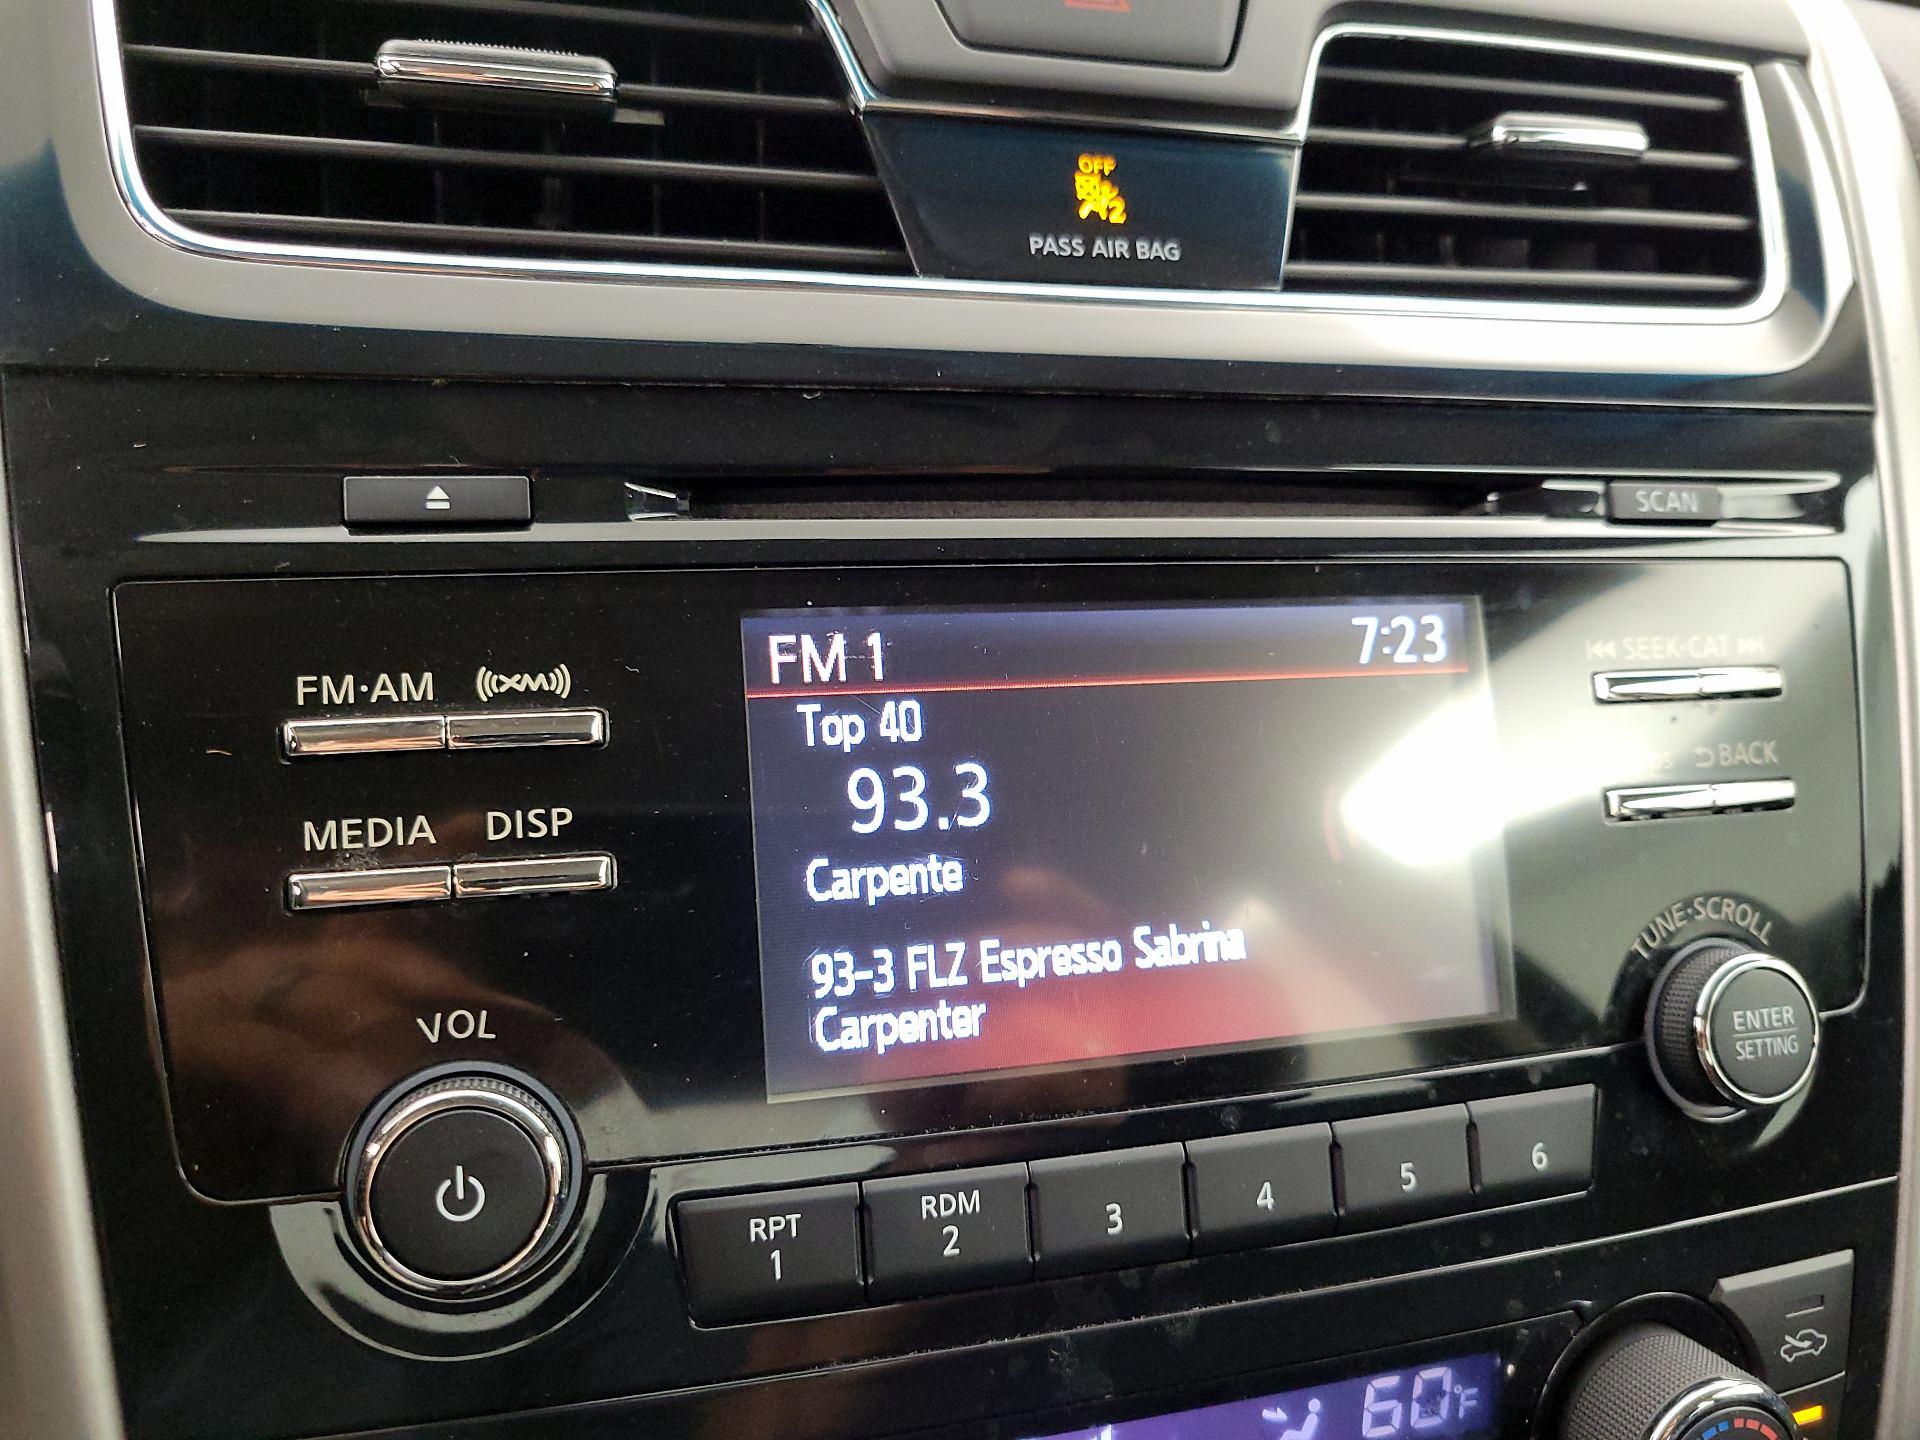 OFF
2
PASS AIR BAG
SCAN
FM 1 7:23
Top 40
93.3
Carpente
93-3 FLZ Espresso Sabrina
Carpenter
FM·AM XM
MEDIA DISP
VOL
SEEK·CAT
BACK
TUNE·SCROLL
ENTER
SETTING
RPT
1
RDM
2
3
4
5
6
60°F